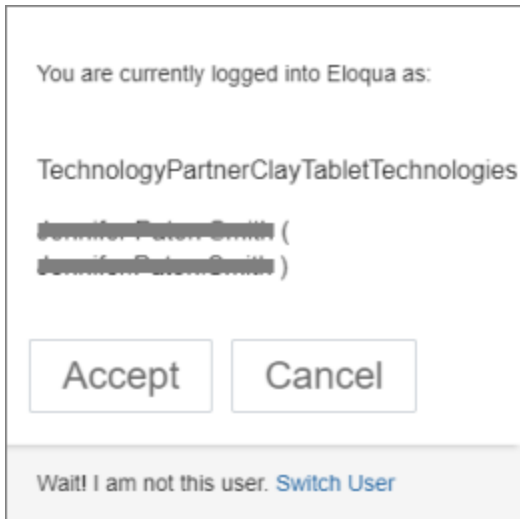 You are currently logged into Eloqua as:
TechnologyPartnerClayTabletTechnologies
(
)
Accept
Cancel
Wait! I am not this user. Switch User